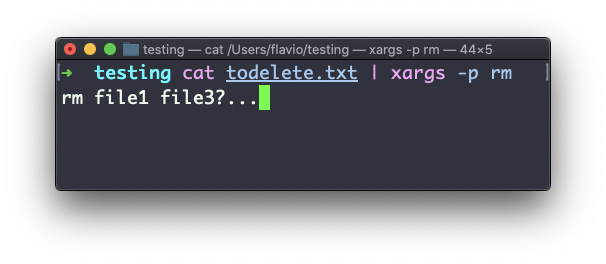 testing — cat /Users/flavio/testing — xargs -p rm — 44×5
➜ testing cat todelete.txt | xargs -p rm
rm file1 file3?...